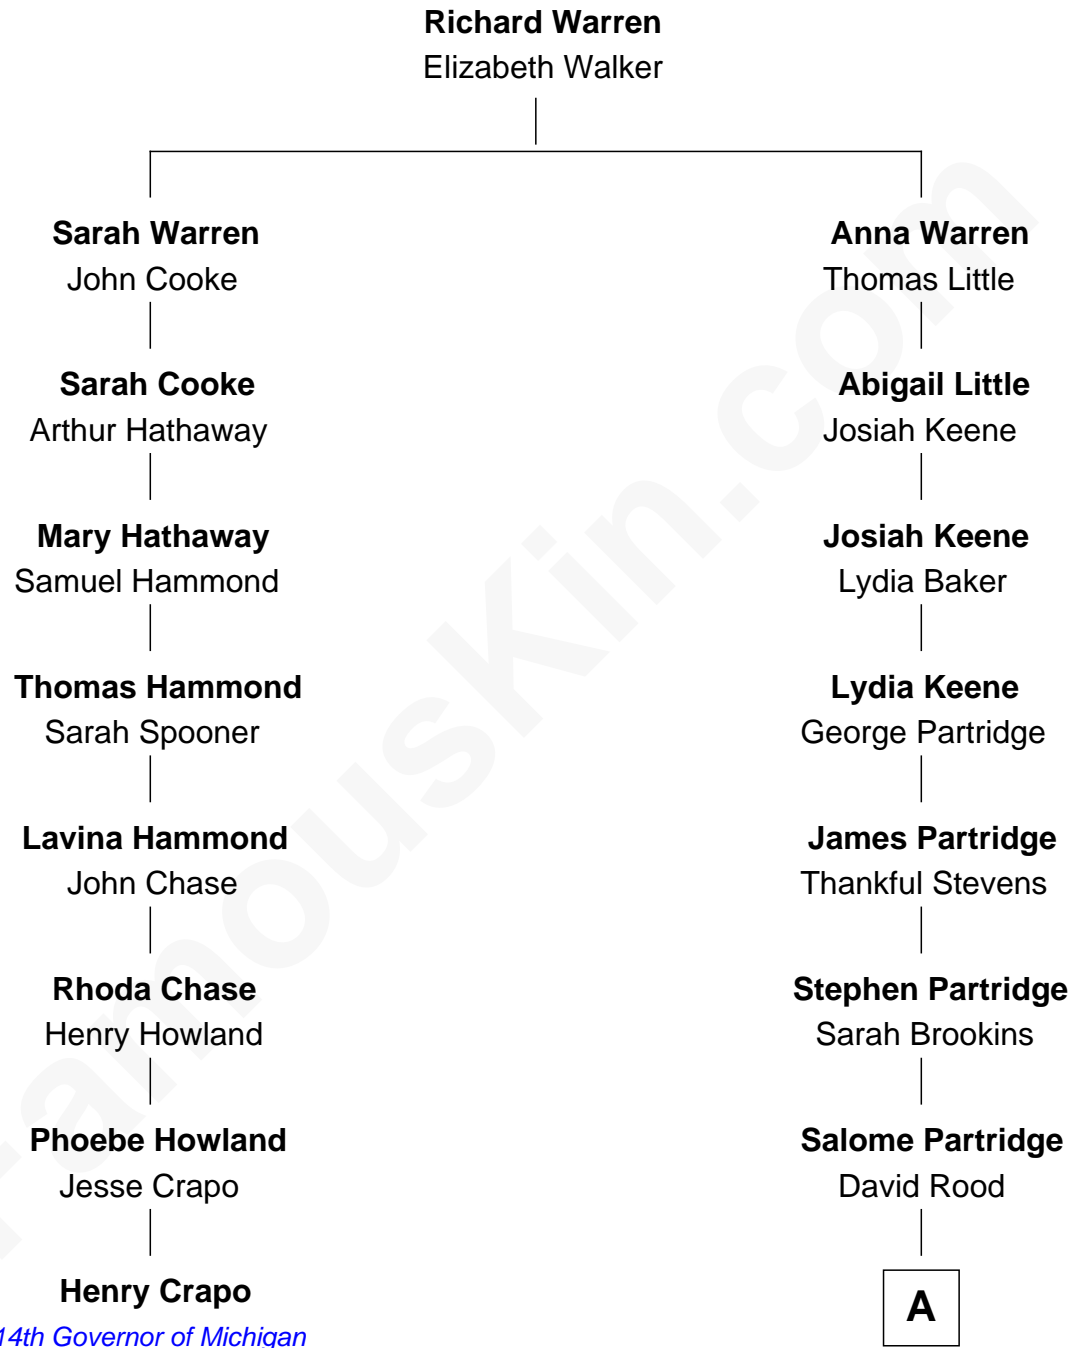 Richard Warren
Elizabeth Walker
Sarah Warren
John Cooke
Anna Warren
Thomas Little
Sarah Cooke
Arthur Hathaway
Abigail Little
Josiah Keene
Mary Hathaway
Samuel Hammond
Josiah Keene
Lydia Baker
Thomas Hammond
Sarah Spooner
Lydia Keene
George Partridge
Lavina Hammond
John Chase
James Partridge
Thankful Stevens
Rhoda Chase
Henry Howland
Stephen Partridge
Sarah Brookins
Phoebe Howland
Jesse Crapo
Salome Partridge
David Rood
Henry Crapo
14th Governor of Michigan
A
FamousKin.com